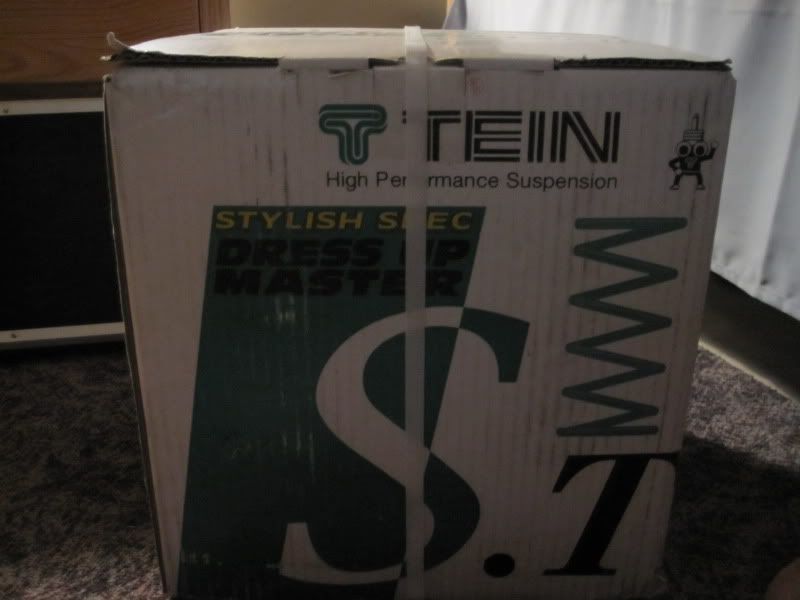 TEIN
High Performance Suspension
STYLISH SPEC
DRESS UP
MASTER
S.T